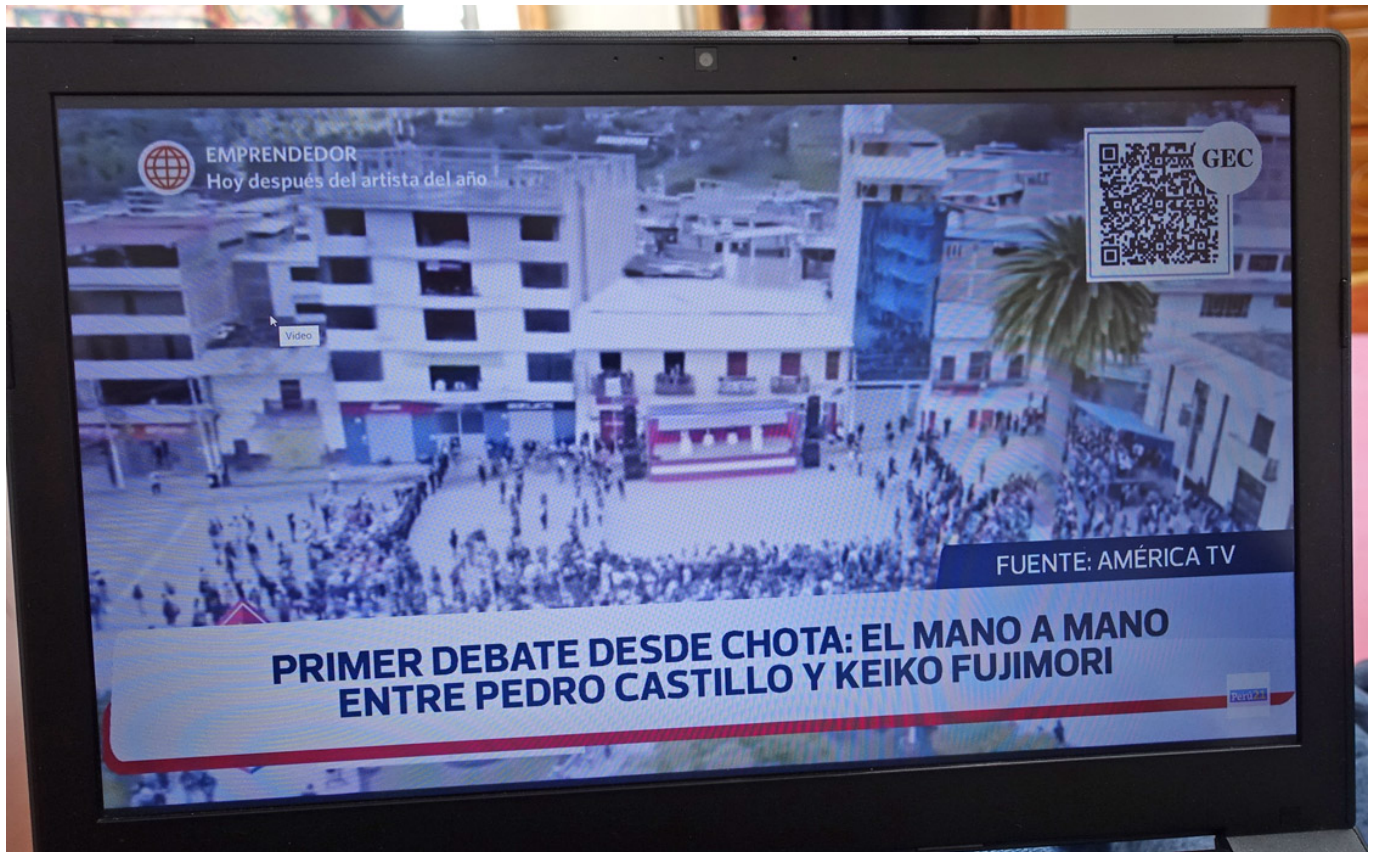 EMPRENDEDOR
Hoy después del artista del año
GEC
Video
FUENTE: AMÉRICA TV
PRIMER DEBATE DESDE CHOTA: EL MANO A MANO
ENTRE PEDRO CASTILLO Y KEIKO FUJIMORI
Perú21